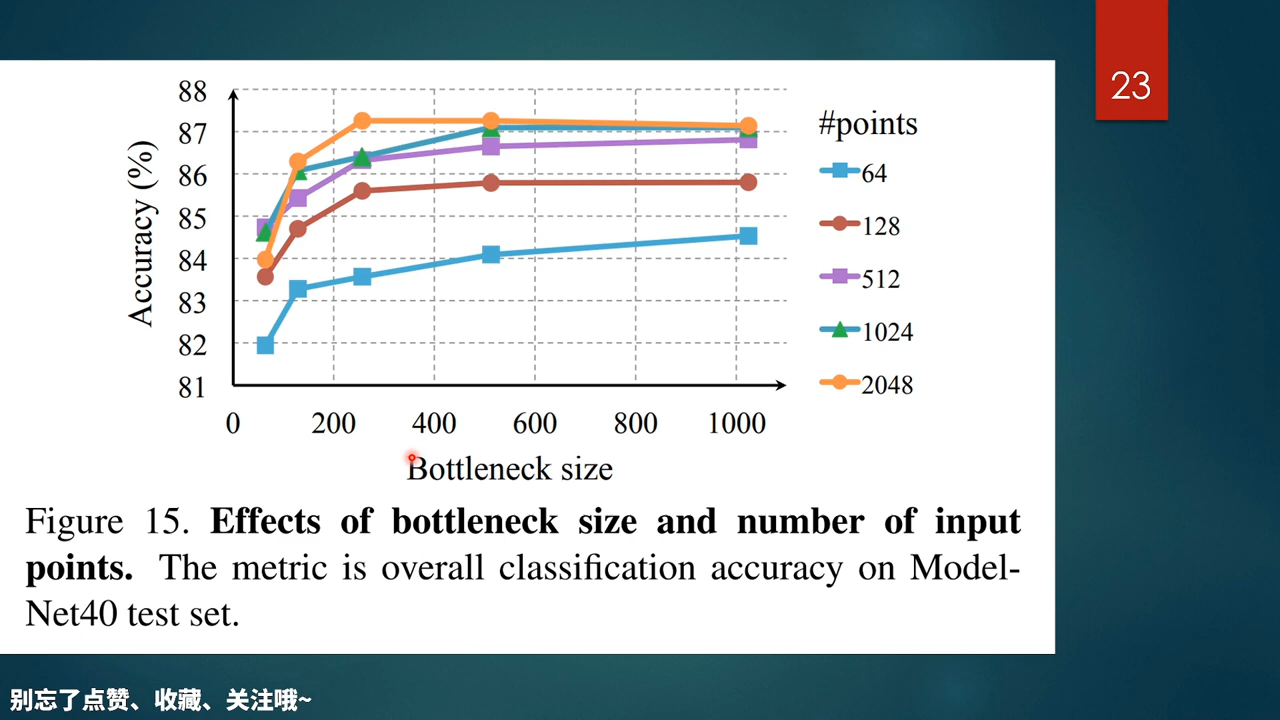 23
88
87
86
85
84
83
82
81
Accuracy (%)
0 200 400 600 800 1000
Bottleneck size
#points
64
128
512
1024
2048
Figure 15. Effects of bottleneck size and number of input
points. The metric is overall classification accuracy on Model-
Net40 test set.
别忘了点赞、收藏、关注哦~